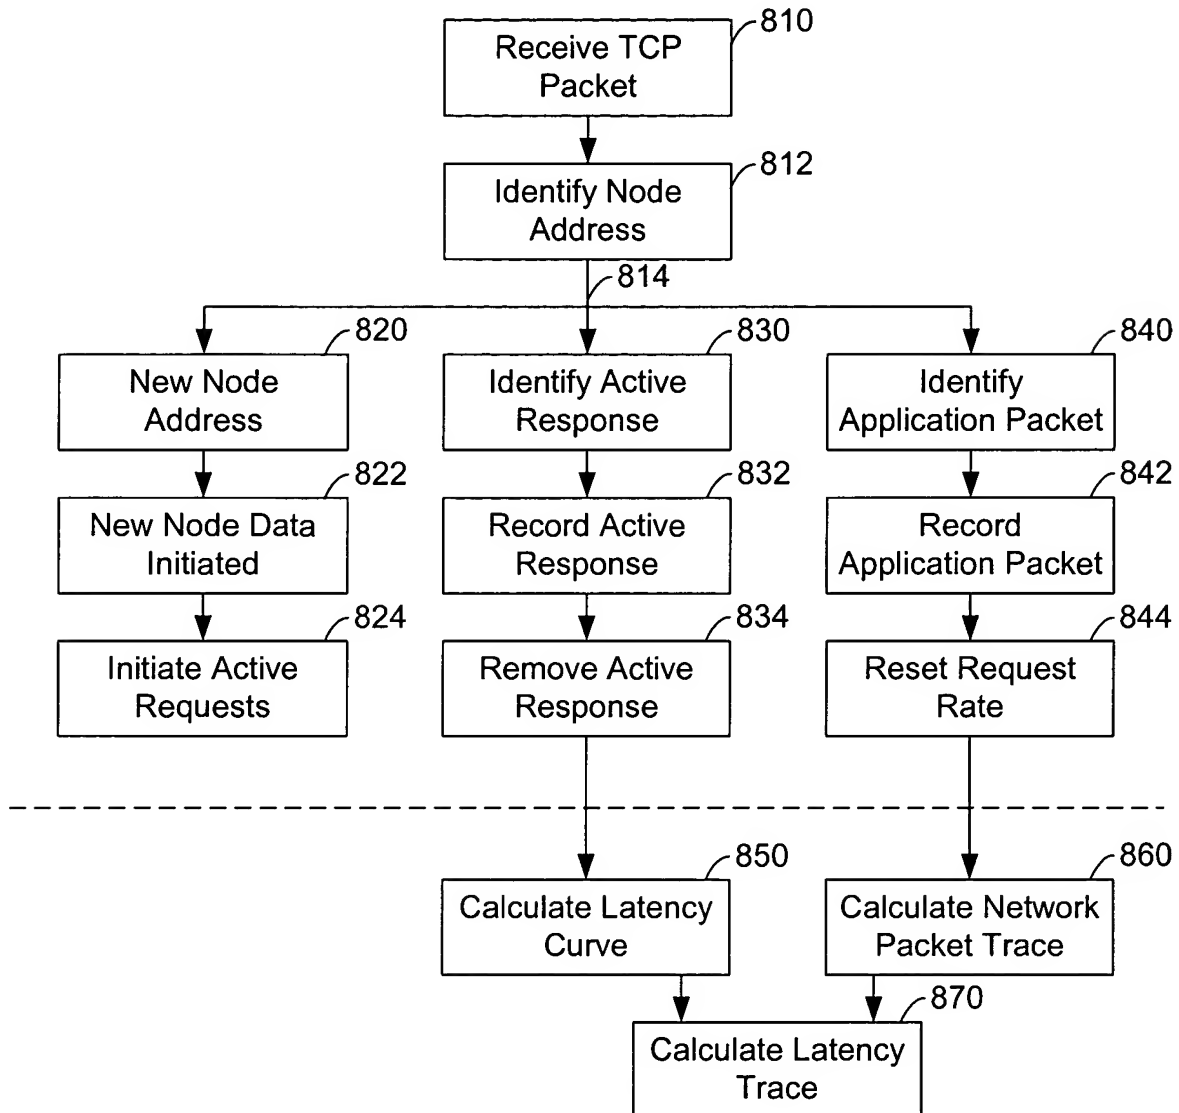 810
Receive TCP
Packet
812
Identify Node
Address
814
820
830
840
New Node
Address
Identify Active
Response
Identify
Application Packet
822
832
842
New Node Data
Initiated
Record Active
Response
Record
Application Packet
824
834
844
Initiate Active
Requests
Remove Active
Response
Reset Request
Rate
850
860
Calculate Latency
Curve
Calculate Network
Packet Trace
870
Calculate Latency
Trace